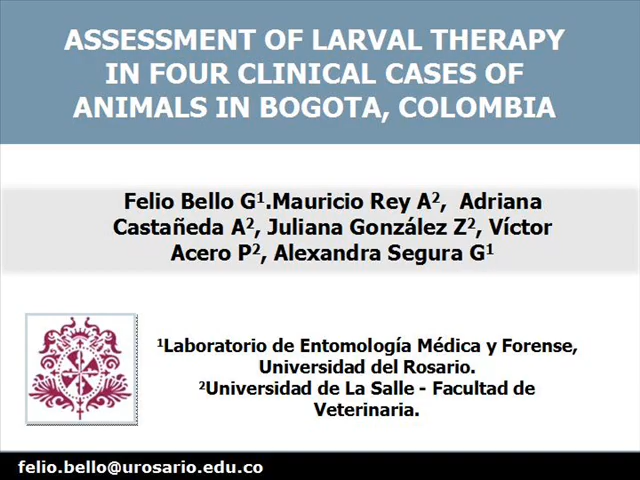 ASSESSMENT OF LARVAL THERAPY
IN FOUR CLINICAL CASES OF
ANIMALS IN BOGOTA, COLOMBIA
Felio Bello G¹.Mauricio Rey A², Adriana
Castañeda A², Juliana González Z², Víctor
Acero P², Alexandra Segura G¹
¹Laboratorio de Entomología Médica y Forense,
Universidad del Rosario.
²Universidad de La Salle - Facultad de
Veterinaria.
felio.bello@urosario.edu.co